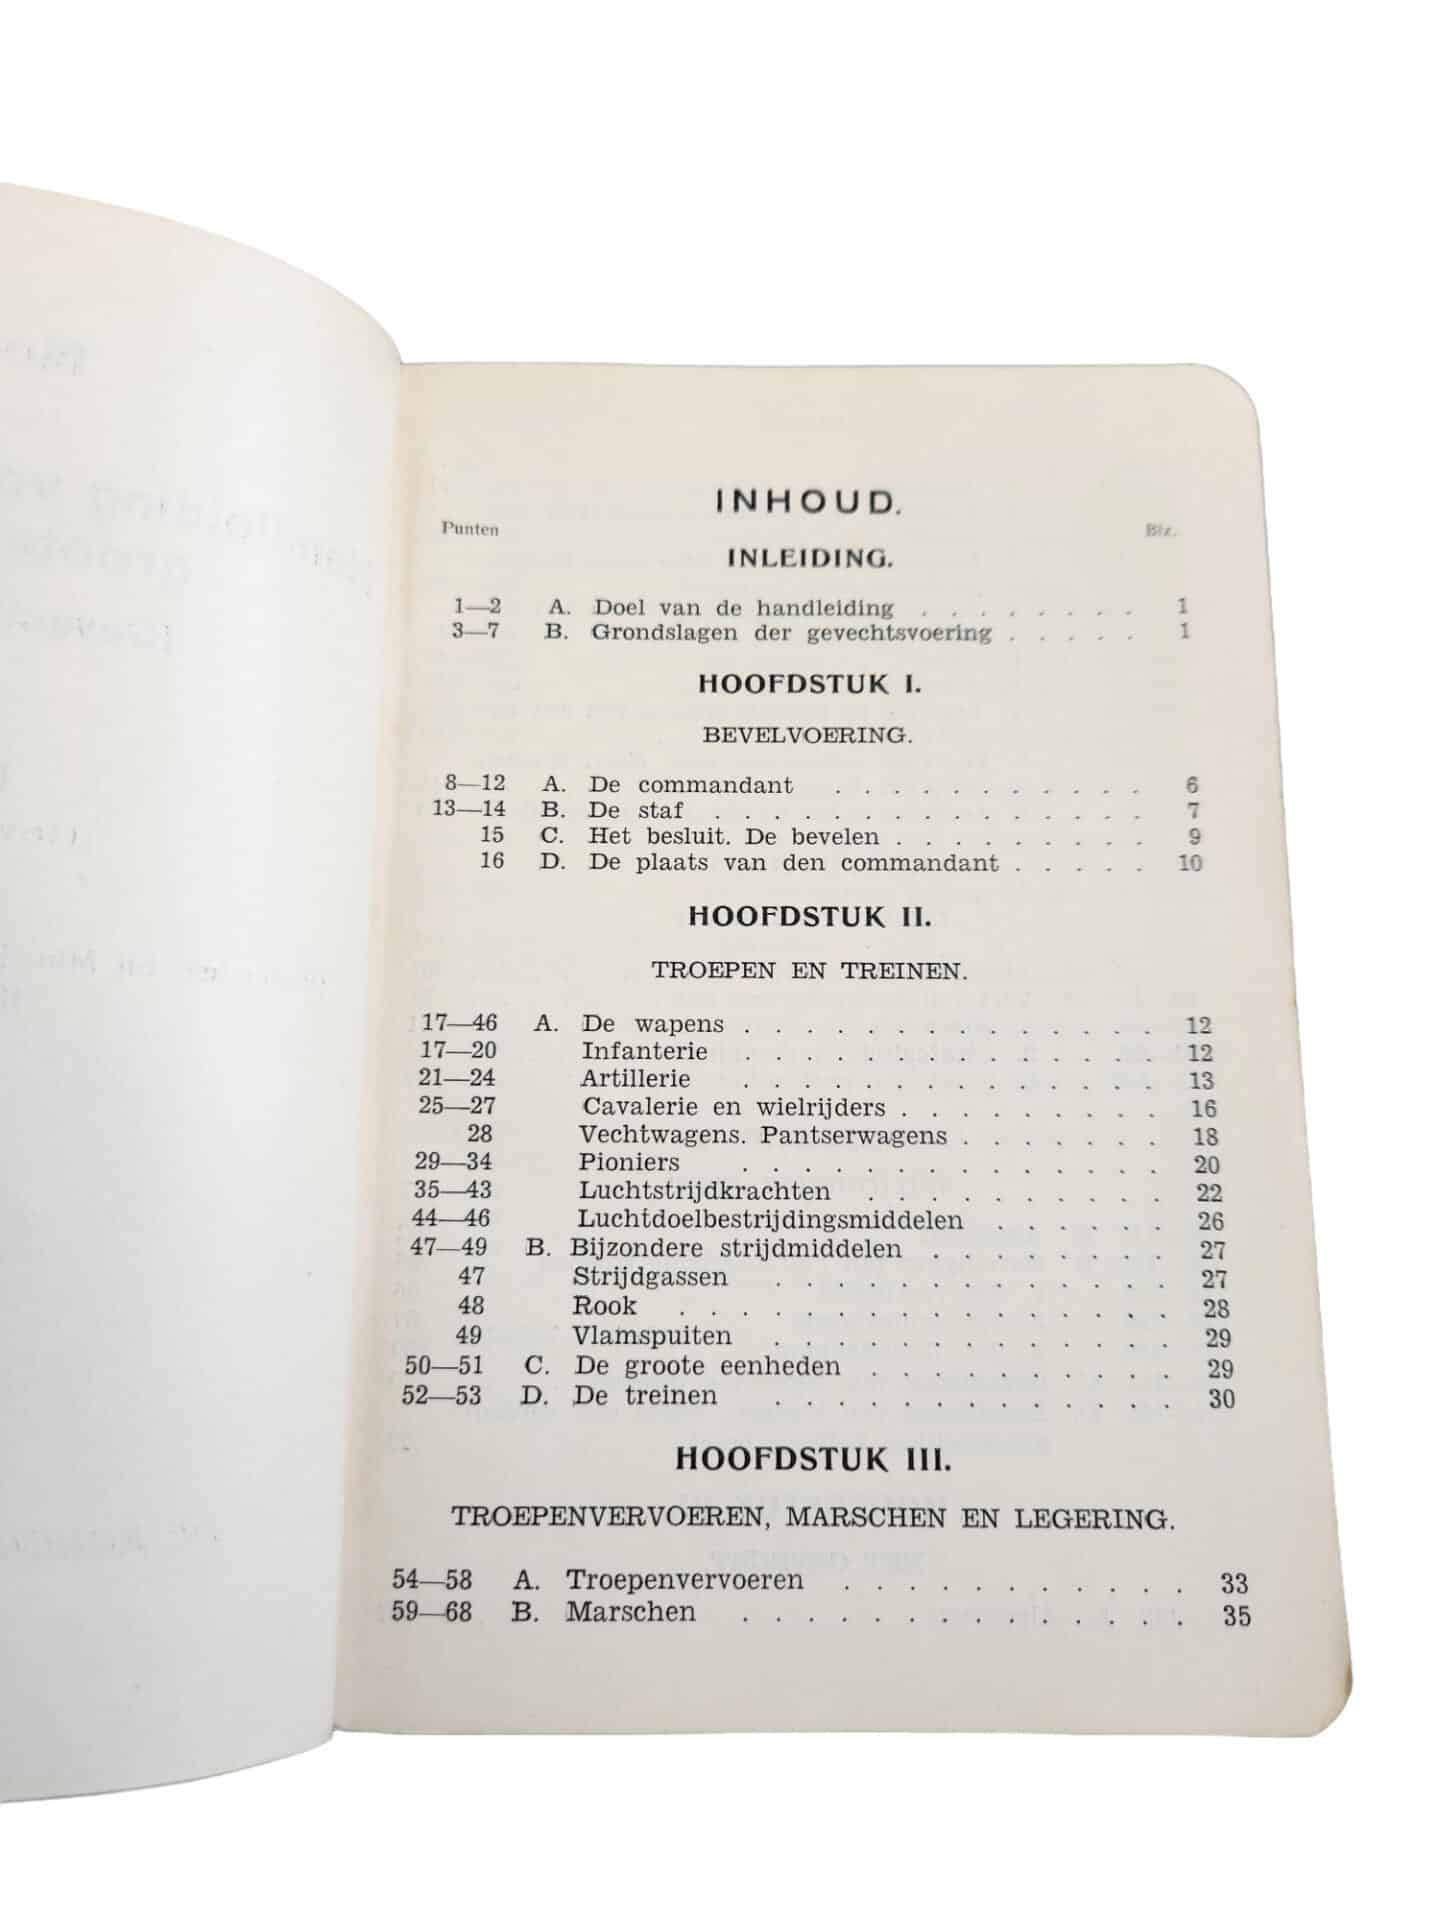 INHOUD.
Punten Blz.
INLEIDING.
1—2 A. Doel van de handleiding . . . . . . . . 1
3—7 B. Grondslagen der gevechtsvoering . . . . . 1
HOOFDSTUK I.
BEVELVOERING.
8—12 A. De commandant . . . . . . . . . . . 6
13—14 B. De staf . . . . . . . . . . . . . . . 7
15 C. Het besluit. De bevelen . . . . . . . . . 9
16 D. De plaats van den commandant . . . . . 10
HOOFDSTUK II.
TROEPEN EN TREINEN.
17—46 A. De wapens . . . . . . . . . . . . . . 12
17—20 Infanterie . . . . . . . . . . . . . . 12
21—24 Artillerie . . . . . . . . . . . . . . 13
25—27 Cavalerie en wielrijders . . . . . . . . . 16
28 Vechtwagens. Pantserwagens . . . . . . . 18
29—34 Pioniers . . . . . . . . . . . . . . 20
35—43 Luchtstrijdkrachten . . . . . . . . . . 22
44—46 Luchtdoelbestrijdingsmiddelen . . . . . . 26
47—49 B. Bijzondere strijdmiddelen . . . . . . . . 27
47 Strijdgassen . . . . . . . . . . . . . 27
48 Rook . . . . . . . . . . . . . . . . 28
49 Vlamspuiten . . . . . . . . . . . . . 29
50—51 C. De groote eenheden . . . . . . . . . . 29
52—53 D. De treinen . . . . . . . . . . . . . 30
HOOFDSTUK III.
TROEPENVERVOEREN, MARSCHEN EN LEGERING.
54—58 A. Troepenvervoeren . . . . . . . . . . . 33
59—68 B. Marschen . . . . . . . . . . . . . . 35